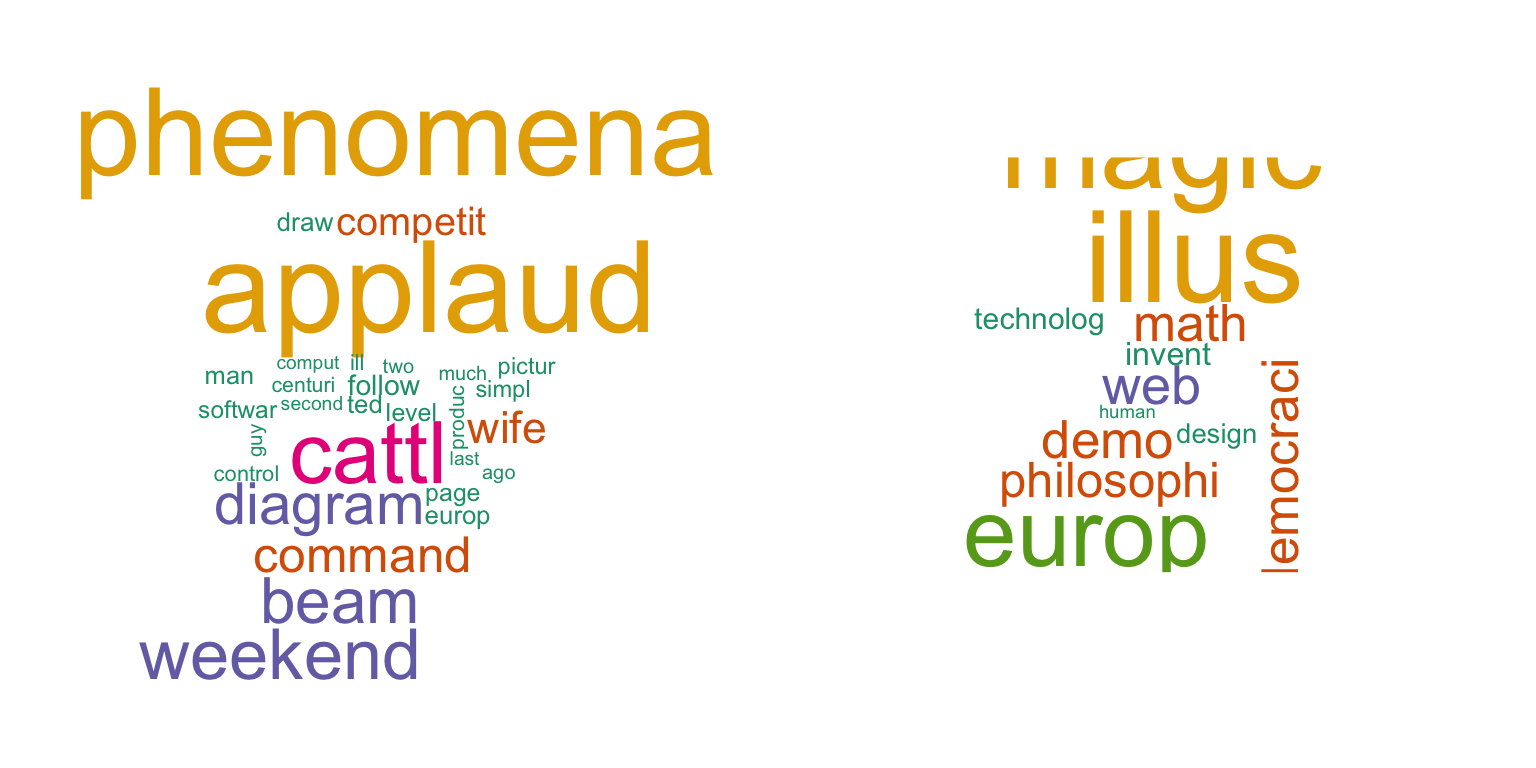 phenomena
draw competit
applaud
comput ill two
man centuri follow much pictur
simpl
softwar second ted level produc
guy cattl wife
last
control ago
diagram page
europ
command
beam
weekend
magic
illus
technolog math
invent
web
human
demo design
philosophi
europ
lemocraci